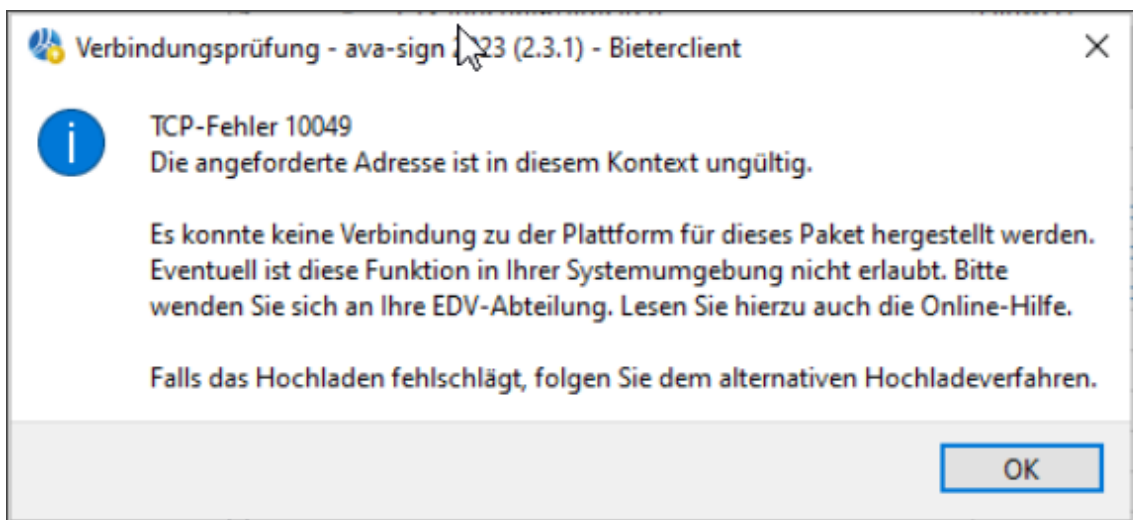 Verbindungsprüfung - ava-sign 2023 (2.3.1) - Bieterclient
TCP-Fehler 10049
Die angeforderte Adresse ist in diesem Kontext ungültig.
Es konnte keine Verbindung zu der Plattform für dieses Paket hergestellt werden.
Eventuell ist diese Funktion in Ihrer Systemumgebung nicht erlaubt. Bitte
wenden Sie sich an Ihre EDV-Abteilung. Lesen Sie hierzu auch die Online-Hilfe.
Falls das Hochladen fehlschlägt, folgen Sie dem alternativen Hochladeverfahren.
OK